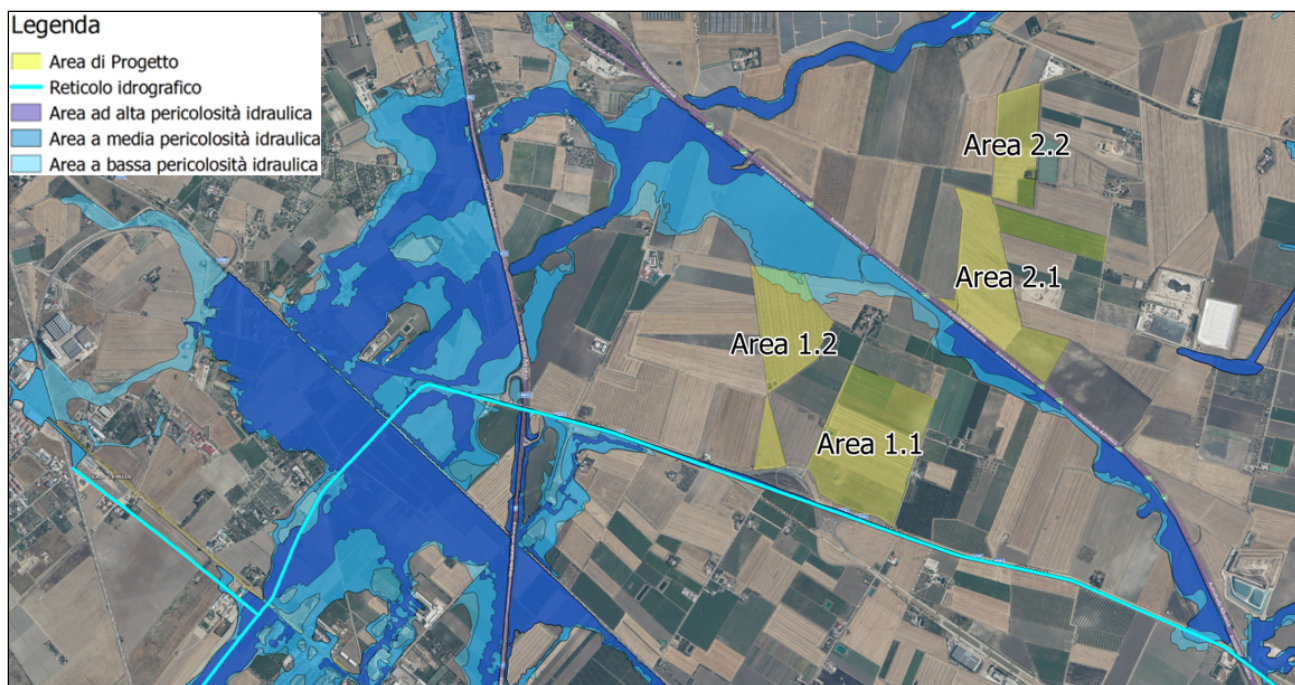 Legenda
Area di Progetto
Reticolo idrografico
Area ad alta pericolosità idraulica
Area a media pericolosità idraulica
Area a bassa pericolosità idraulica
Area 2.2
Area 2.1
Area 1.2
Area 1.1